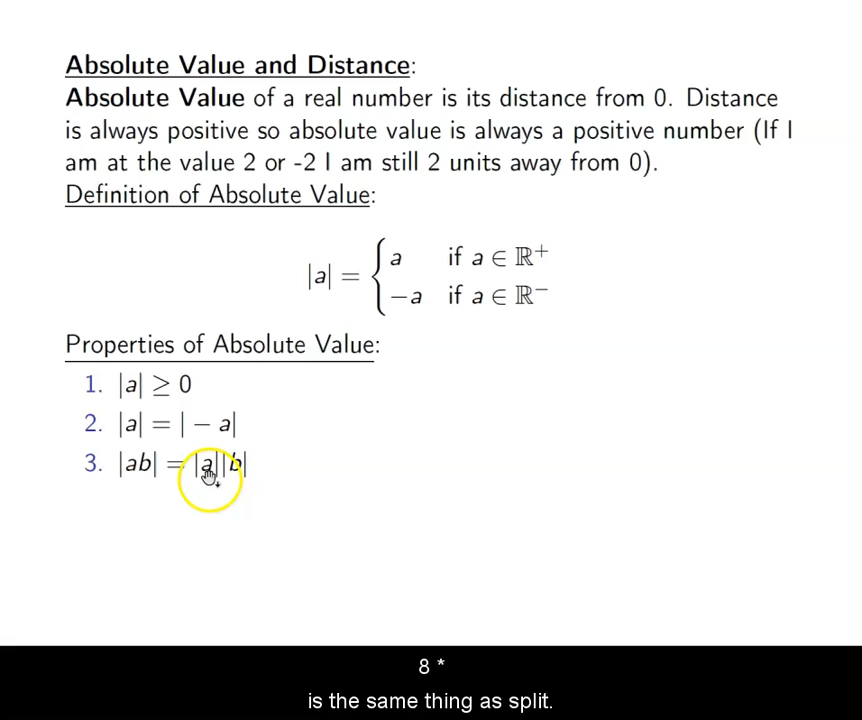 Absolute Value and Distance:
Absolute Value of a real number is its distance from 0. Distance
is always positive so absolute value is always a positive number (If I
am at the value 2 or -2 I am still 2 units away from 0).
Definition of Absolute Value:
|a| = { a if a ∈ ℝ⁺
−a if a ∈ ℝ⁻
Properties of Absolute Value:
1. |a| ≥ 0
2. |a| = | − a|
3. |ab| = |a||b|
8 *
is the same thing as split.